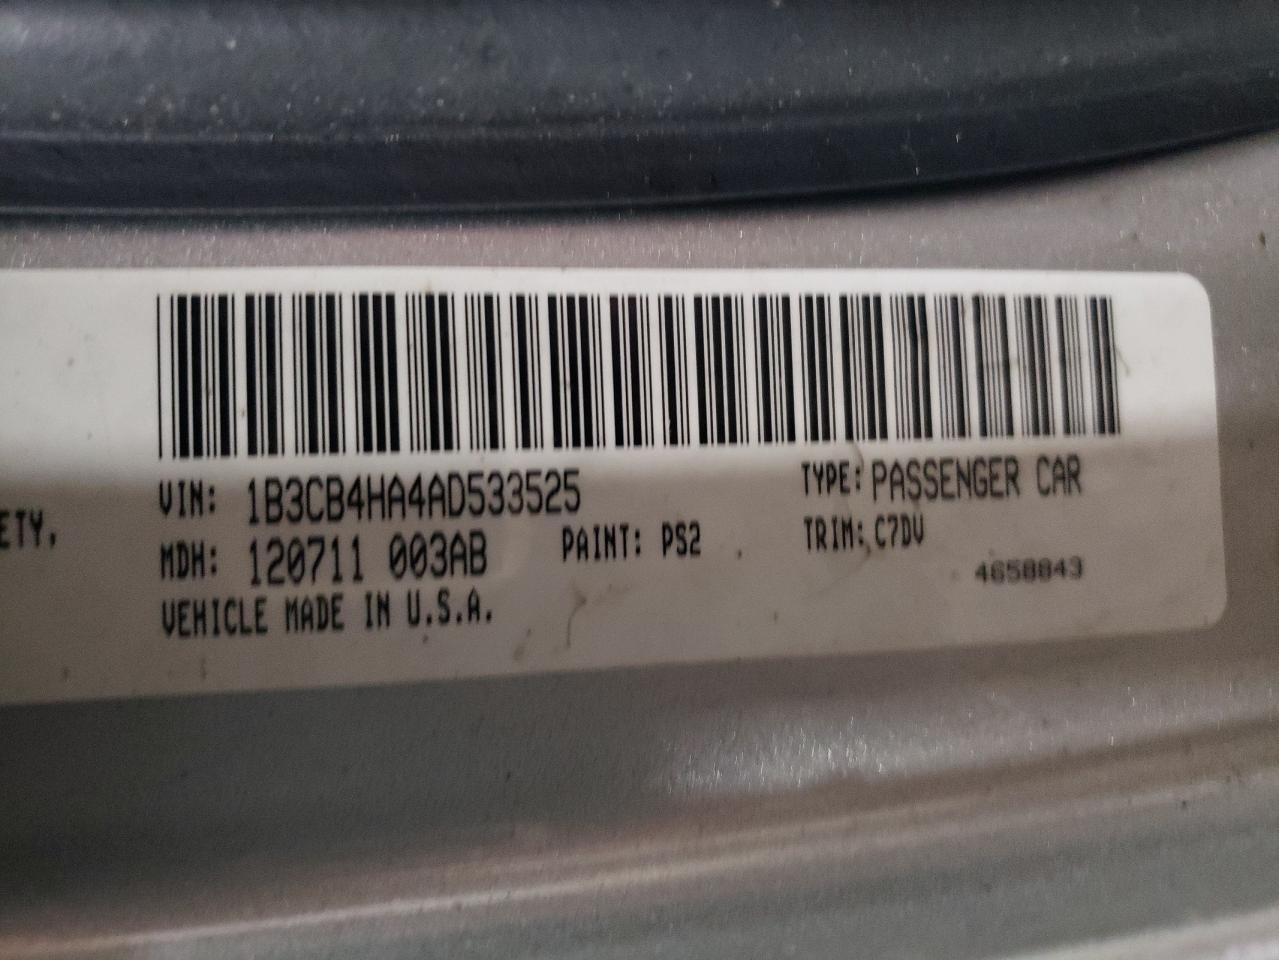 VIN: 1B3CB4HA4AD533525 TYPE: PASSENGER CAR
ETY,
MDH: 120711 003AB PAINT: PS2 TRIM: C7DV
4658843
VEHICLE MADE IN U.S.A.